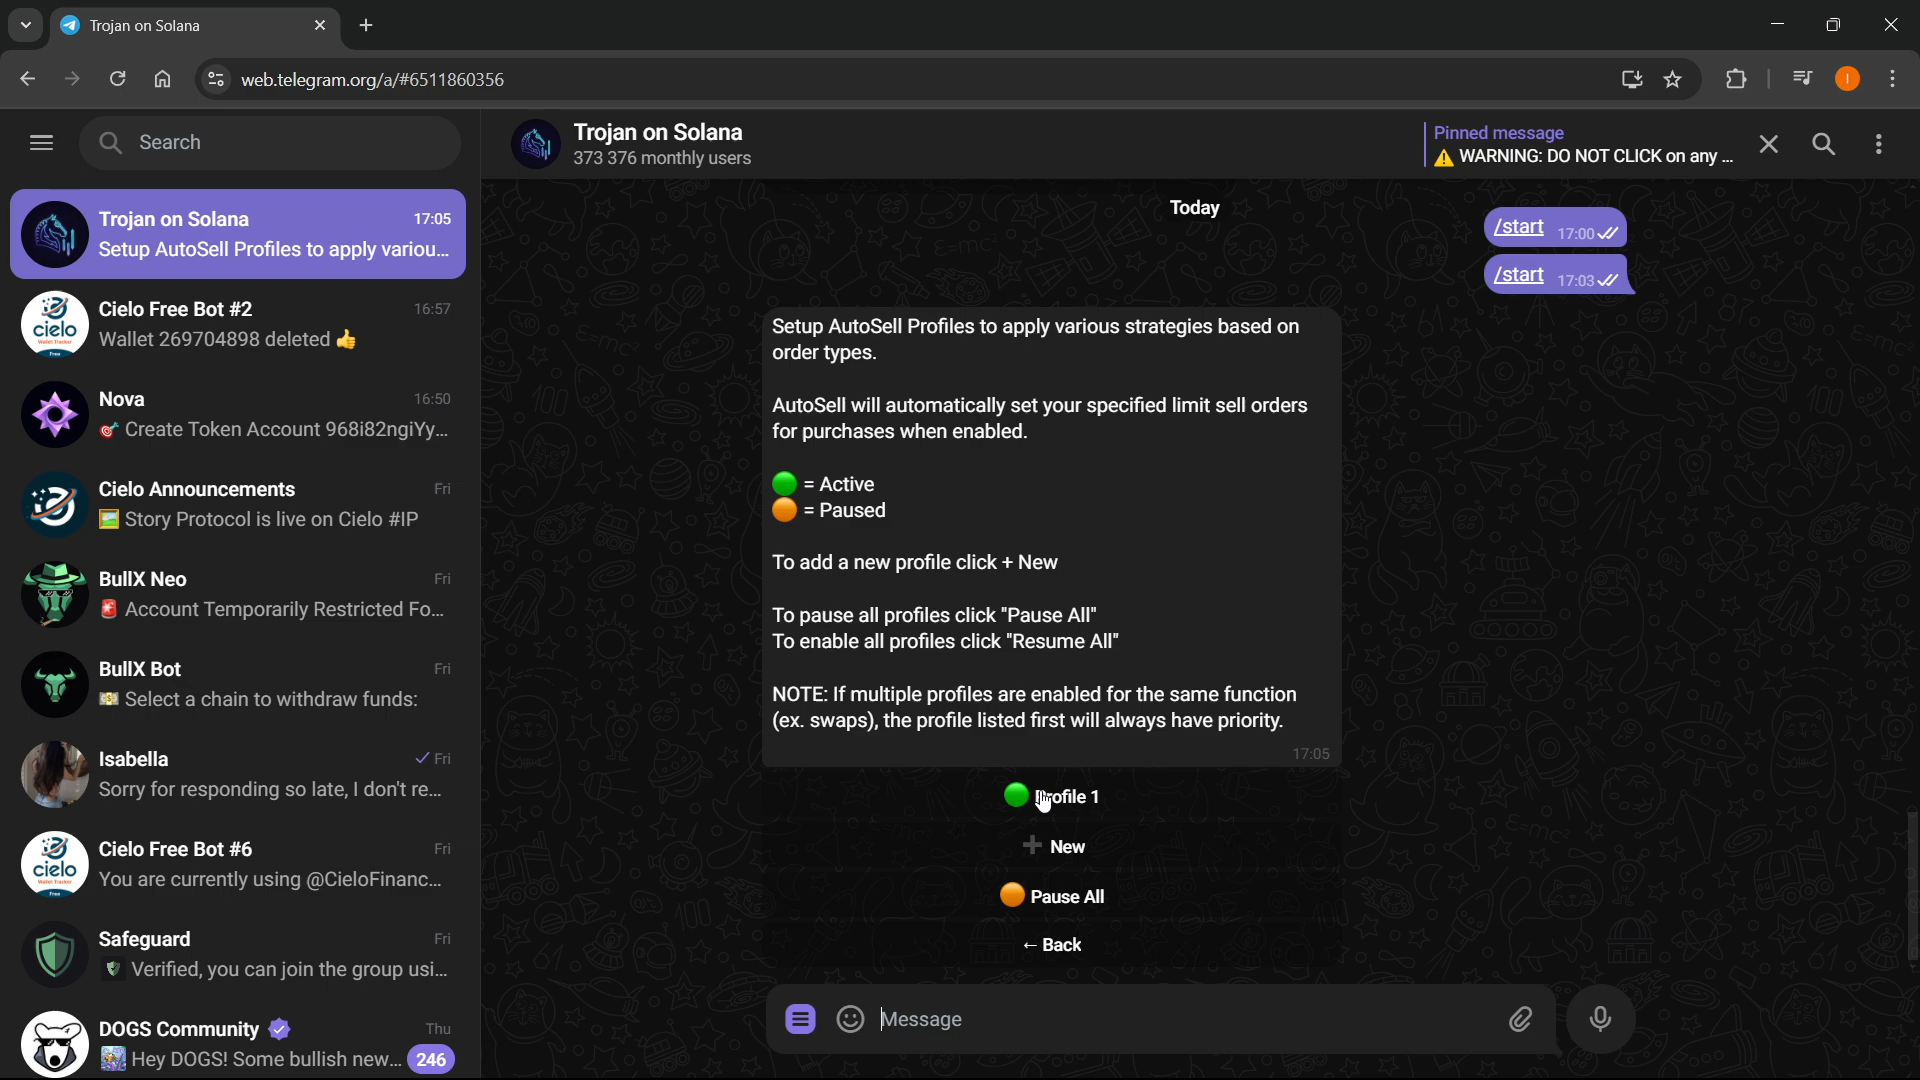 Trojan on Solana
web.telegram.org/a/#6511860356
Search
Trojan on Solana 17:05
Setup AutoSell Profiles to apply variou...
Cielo Free Bot #2 16:57
Wallet 269704898 deleted 👍
Nova 16:50
🎯 Create Token Account 968i82ngiYy...
Cielo Announcements Fri
🖼 Story Protocol is live on Cielo #IP
BullX Neo Fri
🚨 Account Temporarily Restricted Fo...
BullX Bot Fri
💵 Select a chain to withdraw funds:
Isabella Fri
Sorry for responding so late, I don't re...
Cielo Free Bot #6 Fri
You are currently using @CieloFinanc...
Safeguard Fri
Verified, you can join the group usi...
DOGS Community Thu
Hey DOGS! Some bullish new... 246
cielo
cielo
Trojan on Solana
373 376 monthly users
Pinned message
⚠️ WARNING: DO NOT CLICK on any ...
Today
/start 17:00
/start 17:03
Setup AutoSell Profiles to apply various strategies based on
order types.
AutoSell will automatically set your specified limit sell orders
for purchases when enabled.
🟢 = Active
🟠 = Paused
To add a new profile click + New
To pause all profiles click "Pause All"
To enable all profiles click "Resume All"
NOTE: If multiple profiles are enabled for the same function
(ex. swaps), the profile listed first will always have priority.
17:05
🟢 Profile 1
➕ New
🟠 Pause All
← Back
Message